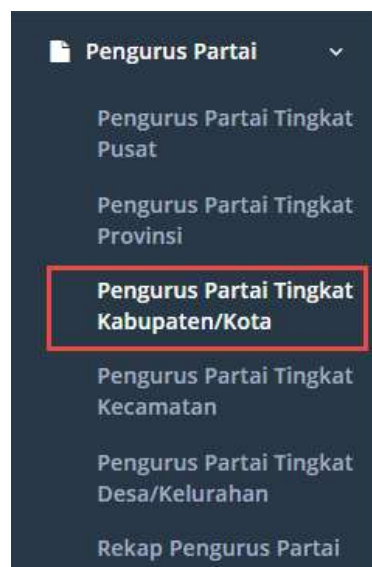 Pengurus Partai
Pengurus Partai Tingkat
Pusat
Pengurus Partai Tingkat
Provinsi
Pengurus Partai Tingkat
Kabupaten/Kota
Pengurus Partai Tingkat
Kecamatan
Pengurus Partai Tingkat
Desa/Kelurahan
Rekap Pengurus Partai